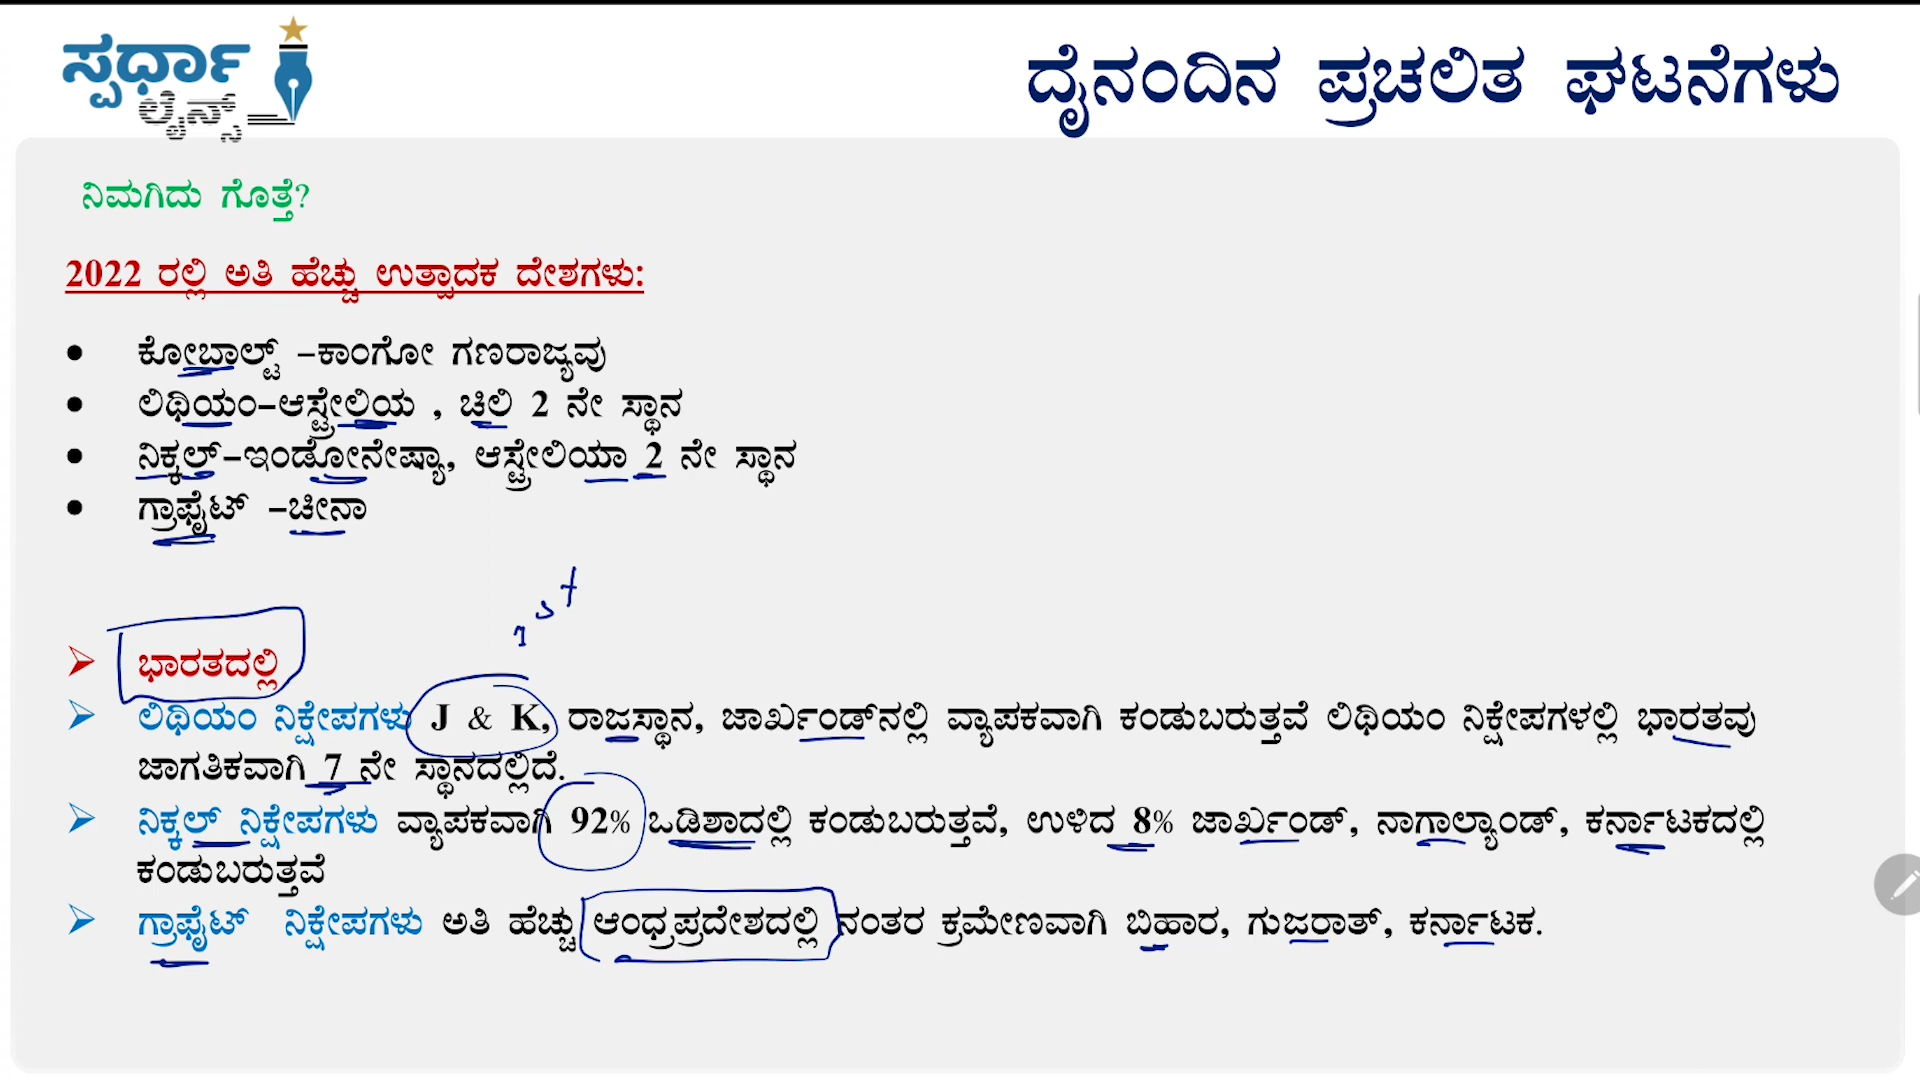 ಸ್ಪರ್ಧಾ
ಲೈನ್ಸ್
ದೈನಂದಿನ ಪ್ರಚಲಿತ ಘಟನೆಗಳು
ನಿಮಗಿದು ಗೊತ್ತೆ?
2022 ರಲ್ಲಿ ಅತಿ ಹೆಚ್ಚು ಉತ್ಪಾದಕ ದೇಶಗಳು:
• ಕೋಬಾಲ್ಟ್ –ಕಾಂಗೋ ಗಣರಾಜ್ಯವು
• ಲಿಥಿಯಂ–ಆಸ್ಟ್ರೇಲಿಯ , ಚಿಲಿ 2 ನೇ ಸ್ಥಾನ
• ನಿಕ್ಕಲ್–ಇಂಡೋನೇಷ್ಯಾ, ಆಸ್ಟ್ರೇಲಿಯಾ 2 ನೇ ಸ್ಥಾನ
• ಗ್ರಾಫೈಟ್ –ಚೀನಾ
➢ ಭಾರತದಲ್ಲಿ
➢ ಲಿಥಿಯಂ ನಿಕ್ಷೇಪಗಳು J & K, ರಾಜಸ್ಥಾನ, ಜಾರ್ಖಂಡ್‌ನಲ್ಲಿ ವ್ಯಾಪಕವಾಗಿ ಕಂಡುಬರುತ್ತವೆ ಲಿಥಿಯಂ ನಿಕ್ಷೇಪಗಳಲ್ಲಿ ಭಾರತವು
ಜಾಗತಿಕವಾಗಿ 7 ನೇ ಸ್ಥಾನದಲ್ಲಿದೆ.
➢ ನಿಕ್ಕಲ್ ನಿಕ್ಷೇಪಗಳು ವ್ಯಾಪಕವಾಗಿ 92% ಒಡಿಶಾದಲ್ಲಿ ಕಂಡುಬರುತ್ತವೆ, ಉಳಿದ 8% ಜಾರ್ಖಂಡ್, ನಾಗಾಲ್ಯಾಂಡ್, ಕರ್ನಾಟಕದಲ್ಲಿ
ಕಂಡುಬರುತ್ತವೆ
➢ ಗ್ರಾಫೈಟ್ ನಿಕ್ಷೇಪಗಳು ಅತಿ ಹೆಚ್ಚು ಆಂಧ್ರಪ್ರದೇಶದಲ್ಲಿ ನಂತರ ಕ್ರಮೇಣವಾಗಿ ಬಿಹಾರ, ಗುಜರಾತ್, ಕರ್ನಾಟಕ.